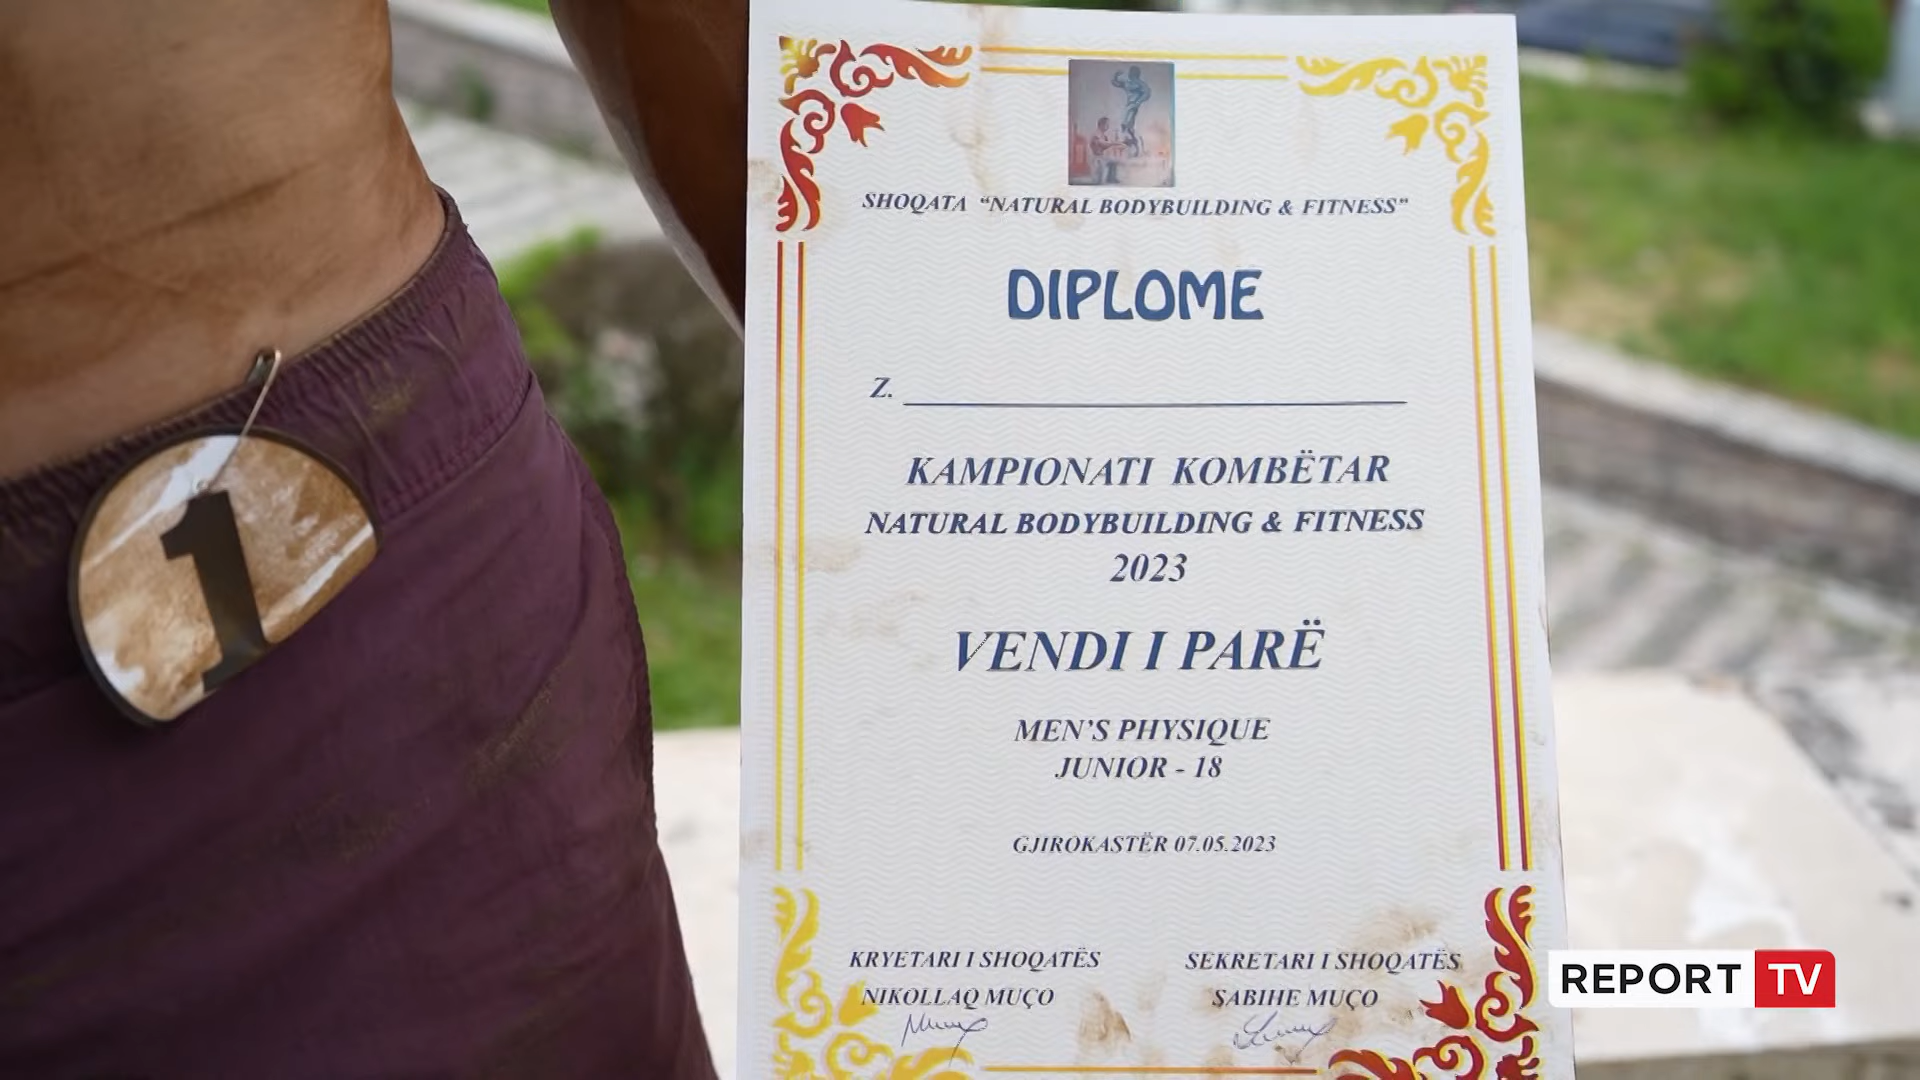 SHOQATA "NATURAL BODYBUILDING & FITNESS"
DIPLOME
Z.
KAMPIONATI KOMBËTAR
NATURAL BODYBUILDING & FITNESS
2023
VENDI I PARË
MEN'S PHYSIQUE
JUNIOR - 18
GJIROKASTËR 07.05.2023
KRYETARI I SHOQATËS
NIKOLLAQ MUÇO
SEKRETARI I SHOQATËS
SABIHE MUÇO
1
REPORT TV